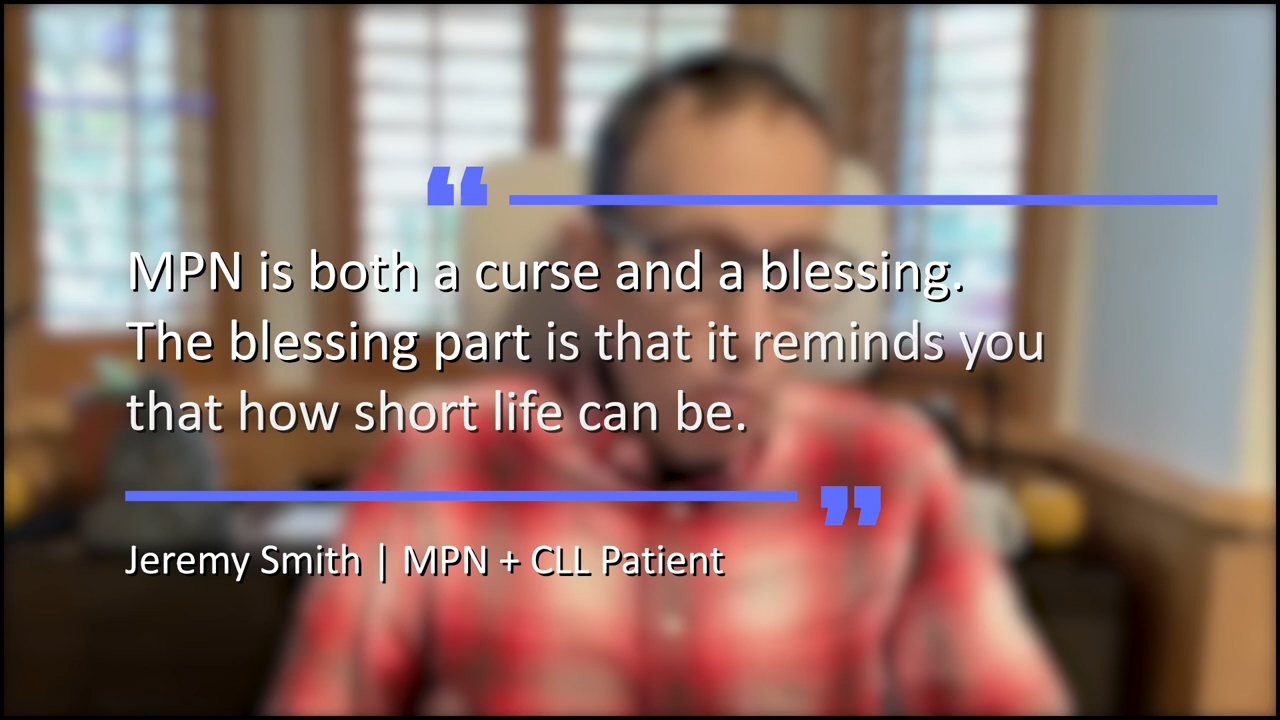 “
MPN is both a curse and a blessing.
The blessing part is that it reminds you
that how short life can be.
”
Jeremy Smith | MPN + CLL Patient